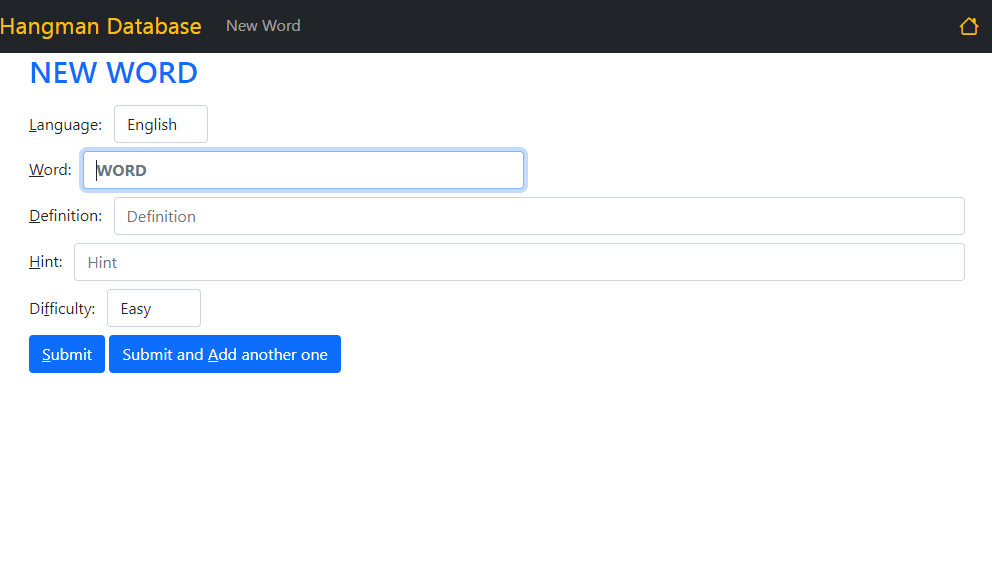 Hangman Database New Word
NEW WORD
Language: English
Word: WORD
Definition: Definition
Hint: Hint
Difficulty: Easy
Submit Submit and Add another one